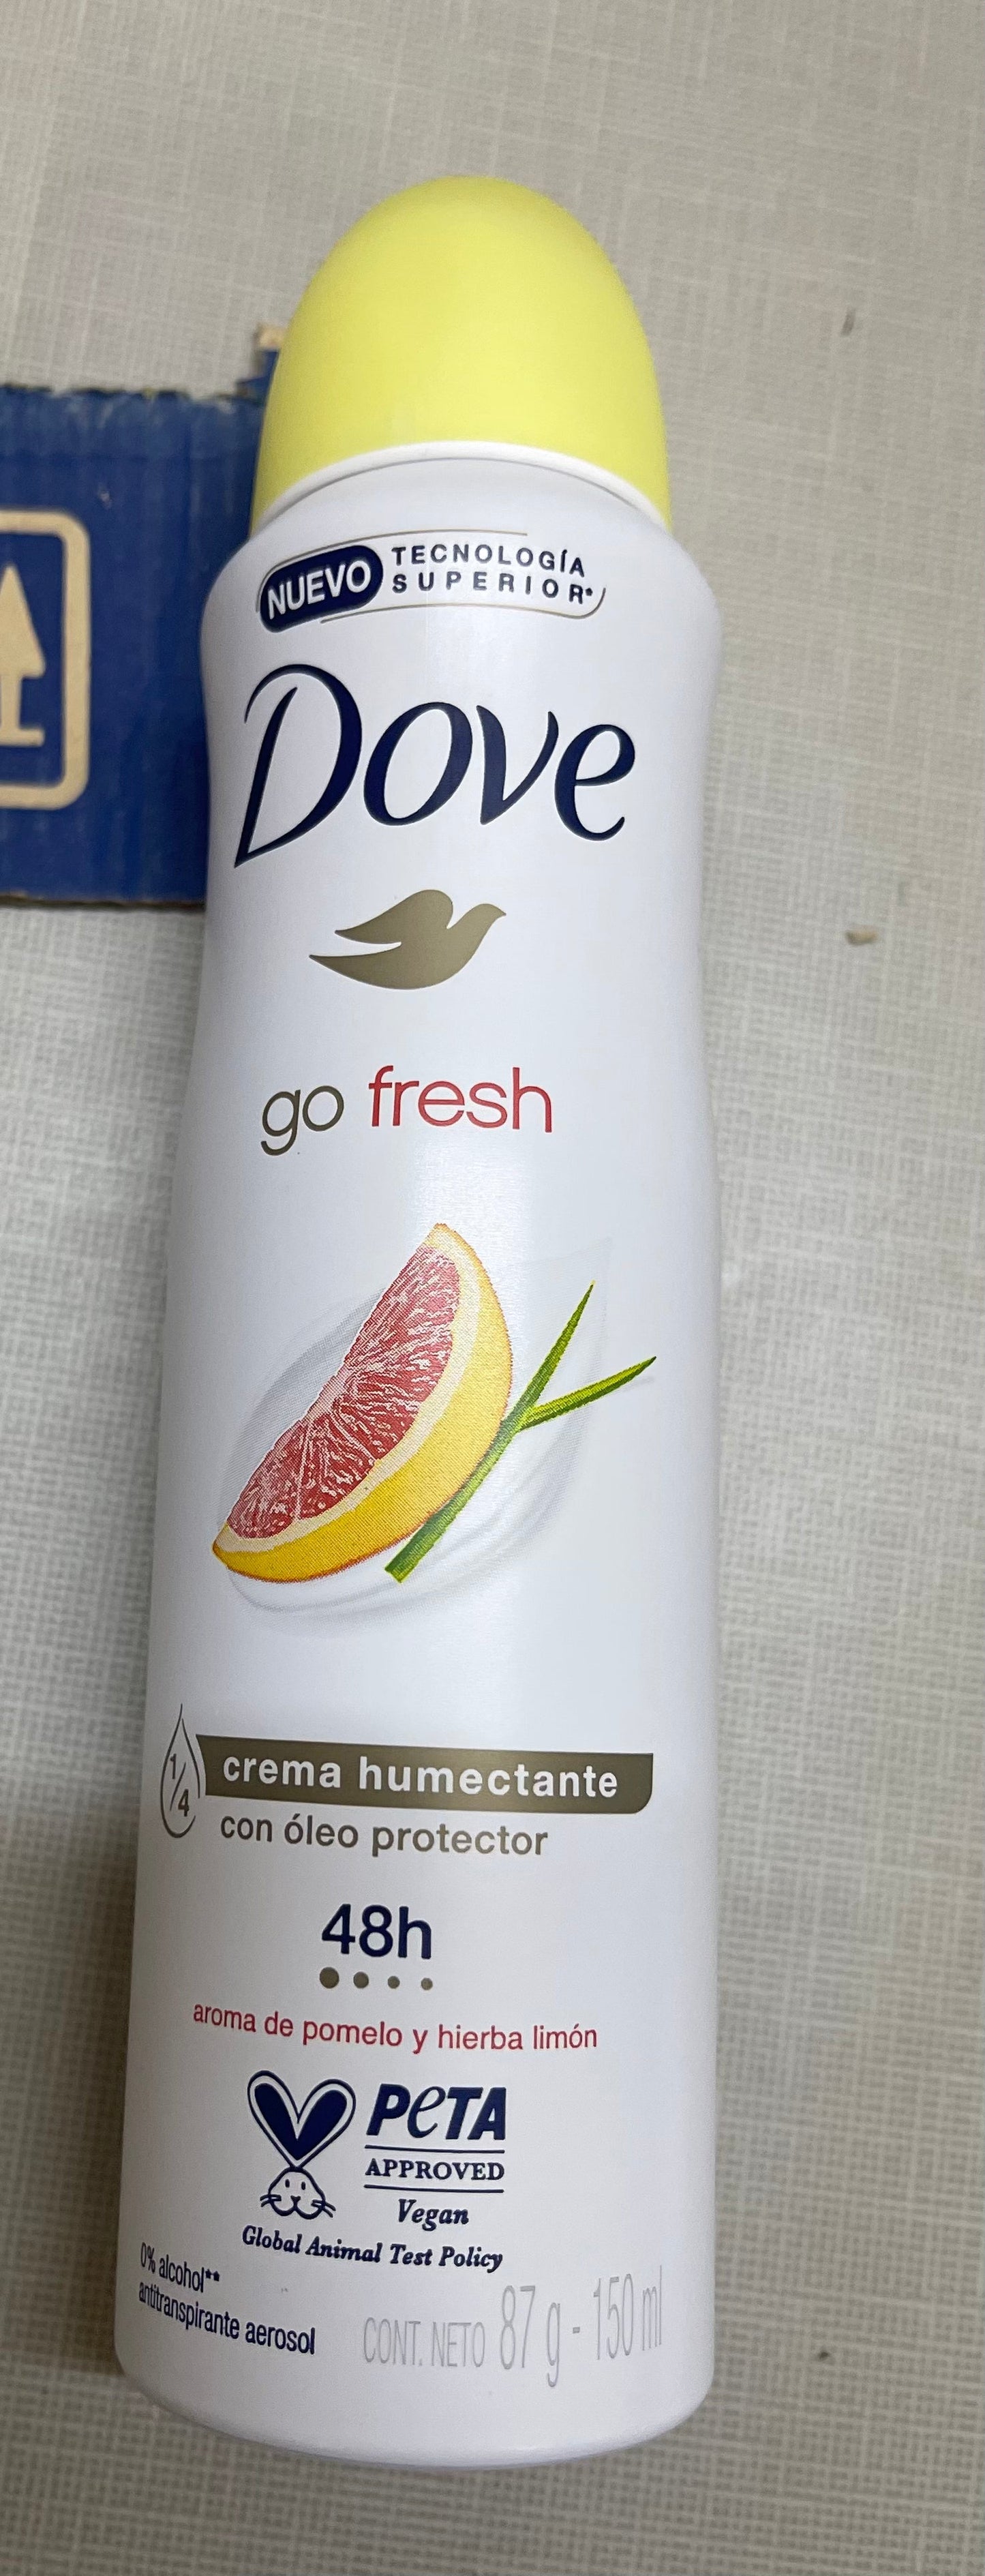 NUEVO
TECNOLOGÍA
SUPERIOR*
Dove
go fresh
1/4
crema humectante
con óleo protector
48h
aroma de pomelo y hierba limón
PETA
APPROVED
Vegan
Global Animal Test Policy
0% alcohol**
antitranspirante aerosol
CONT. NETO 87 g - 150 ml